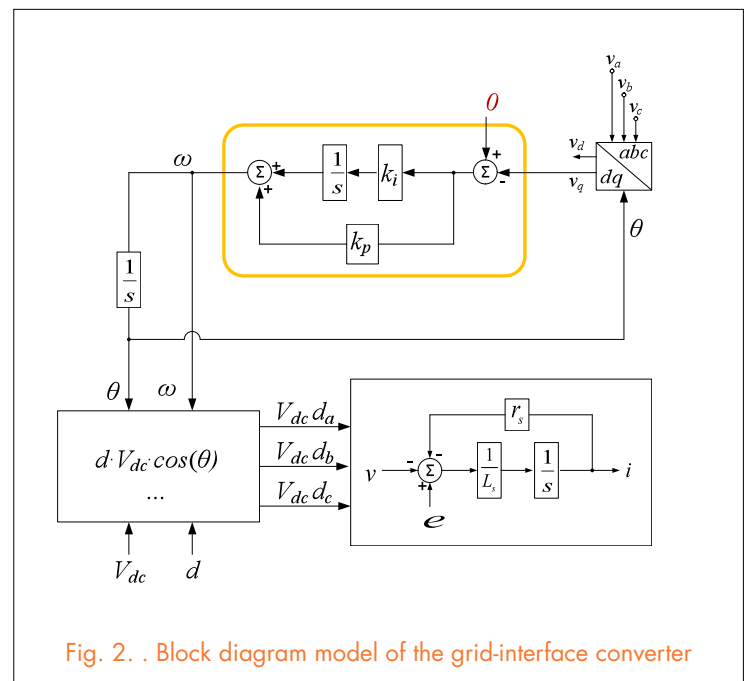 v_a
v_b
v_c
0
ω
+
-
Σ
+
+
1/s
k_i
Σ
v_d
v_q
abc
dq
k_p
θ
1/s
θ
ω
V_dc d_a
V_dc d_b
V_dc d_c
d·V_dc·cos(θ)
...
r_s
v
-
-
Σ
+
1/L_s
1/s
i
e
V_dc
d
Fig. 2. . Block diagram model of the grid-interface converter